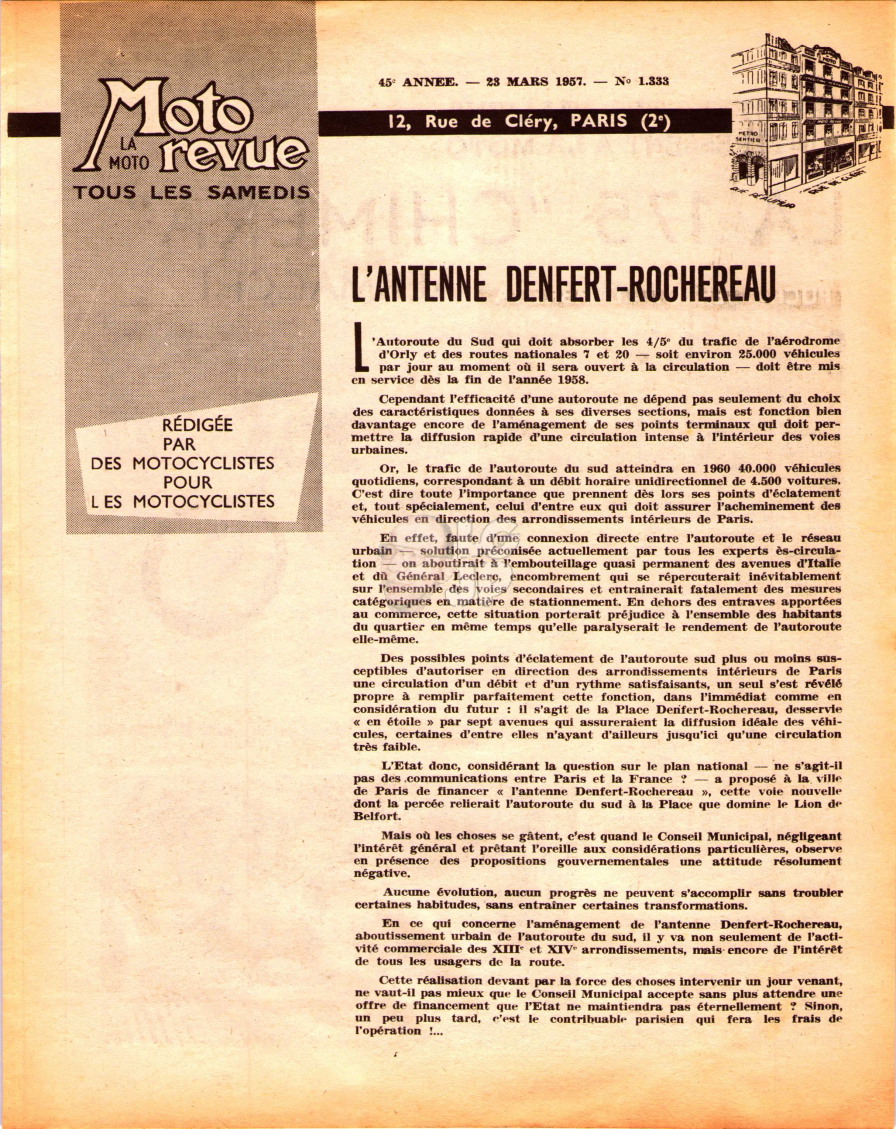 45e ANNEE. — 23 MARS 1957. — No 1.333
12, Rue de Cléry, PARIS (2e)
METRO
SENTIER
RUE REAUMUR
RUE DE CLÉRY
Moto
LA
MOTO
revue
TOUS LES SAMEDIS
RÉDIGÉE
PAR
DES MOTOCYCLISTES
POUR
LES MOTOCYCLISTES
L'ANTENNE DENFERT-ROCHEREAU
L'Autoroute du Sud qui doit absorber les 4/5e du trafic de l'aérodrome
d'Orly et des routes nationales 7 et 20 — soit environ 25.000 véhicules
par jour au moment où il sera ouvert à la circulation — doit être mis
en service dès la fin de l'année 1958.
Cependant l'efficacité d'une autoroute ne dépend pas seulement du choix
des caractéristiques données à ses diverses sections, mais est fonction bien
davantage encore de l'aménagement de ses points terminaux qui doit per-
mettre la diffusion rapide d'une circulation intense à l'intérieur des voies
urbaines.
Or, le trafic de l'autoroute du sud atteindra en 1960 40.000 véhicules
quotidiens, correspondant à un débit horaire unidirectionnel de 4.500 voitures.
C'est dire toute l'importance que prennent dès lors ses points d'éclatement
et, tout spécialement, celui d'entre eux qui doit assurer l'acheminement des
véhicules en direction des arrondissements intérieurs de Paris.
En effet, faute d'une connexion directe entre l'autoroute et le réseau
urbain — solution préconisée actuellement par tous les experts ès-circula-
tion — on aboutirait à l'embouteillage quasi permanent des avenues d'Italie
et du Général Leclerc, encombrement qui se répercuterait inévitablement
sur l'ensemble des voies secondaires et entrainerait fatalement des mesures
catégoriques en matière de stationnement. En dehors des entraves apportées
au commerce, cette situation porterait préjudice à l'ensemble des habitants
du quartier en même temps qu'elle paralyserait le rendement de l'autoroute
elle-même.
Des possibles points d'éclatement de l'autoroute sud plus ou moins sus-
ceptibles d'autoriser en direction des arrondissements intérieurs de Paris
une circulation d'un débit et d'un rythme satisfaisants, un seul s'est révélé
propre à remplir parfaitement cette fonction, dans l'immédiat comme en
considération du futur : il s'agit de la Place Denfert-Rochereau, desservie
« en étoile » par sept avenues qui assureraient la diffusion idéale des véhi-
cules, certaines d'entre elles n'ayant d'ailleurs jusqu'ici qu'une circulation
très faible.
L'Etat donc, considérant la question sur le plan national — ne s'agit-il
pas des communications entre Paris et la France ? — a proposé à la ville
de Paris de financer « l'antenne Denfert-Rochereau », cette voie nouvelle
dont la percée relierait l'autoroute du sud à la Place que domine le Lion de
Belfort.
Mais où les choses se gâtent, c'est quand le Conseil Municipal, négligeant
l'intérêt général et prêtant l'oreille aux considérations particulières, observe
en présence des propositions gouvernementales une attitude résolument
négative.
Aucune évolution, aucun progrès ne peuvent s'accomplir sans troubler
certaines habitudes, sans entraîner certaines transformations.
En ce qui concerne l'aménagement de l'antenne Denfert-Rochereau,
aboutissement urbain de l'autoroute du sud, il y va non seulement de l'acti-
vité commerciale des XIIIe et XIVe arrondissements, mais encore de l'intérêt
de tous les usagers de la route.
Cette réalisation devant par la force des choses intervenir un jour venant,
ne vaut-il pas mieux que le Conseil Municipal accepte sans plus attendre une
offre de financement que l'Etat ne maintiendra pas éternellement ? Sinon,
un peu plus tard, c'est le contribuable parisien qui fera les frais de
l'opération !...